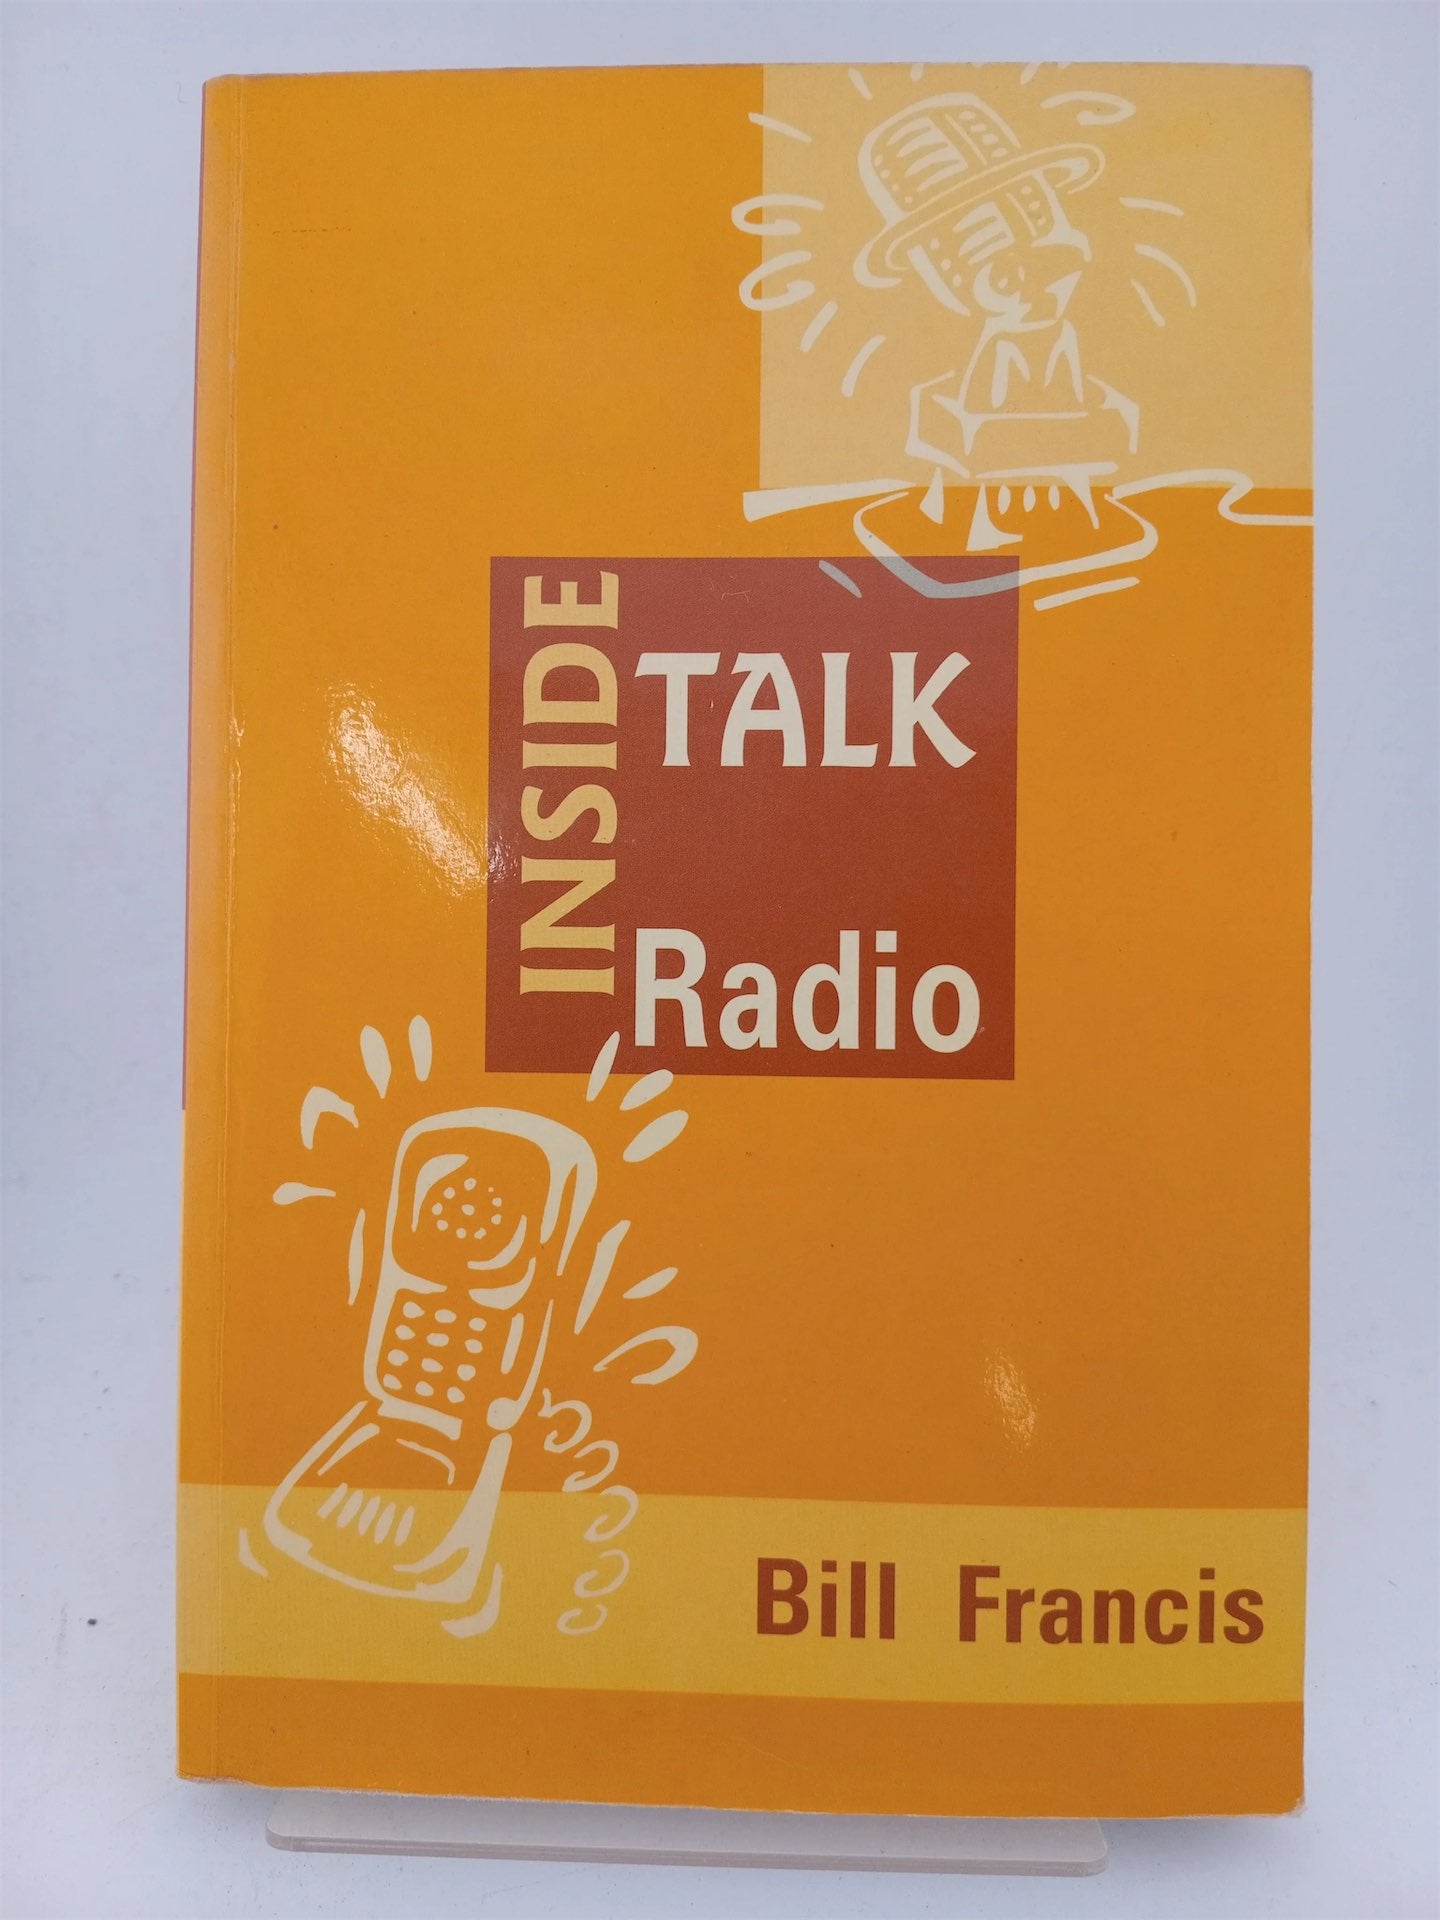 INSIDE
TALK
Radio
Bill Francis